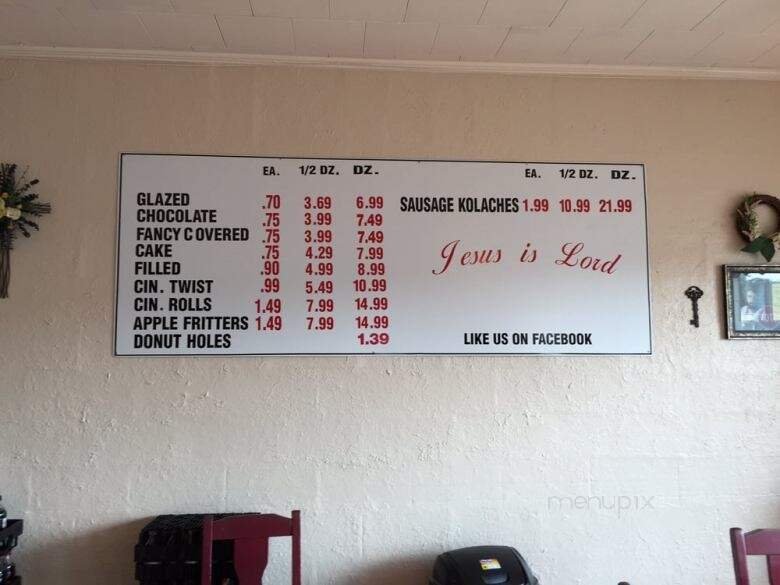 EA. 1/2 DZ. DZ.
GLAZED .70 3.69 6.99
CHOCOLATE .75 3.99 7.49
FANCY COVERED .75 3.99 7.49
CAKE .75 4.29 7.99
FILLED .90 4.99 8.99
CIN. TWIST .99 5.49 10.99
CIN. ROLLS 1.49 7.99 14.99
APPLE FRITTERS 1.49 7.99 14.99
DONUT HOLES 1.39
EA. 1/2 DZ. DZ.
SAUSAGE KOLACHES 1.99 10.99 21.99
Jesus is Lord
LIKE US ON FACEBOOK
menupix